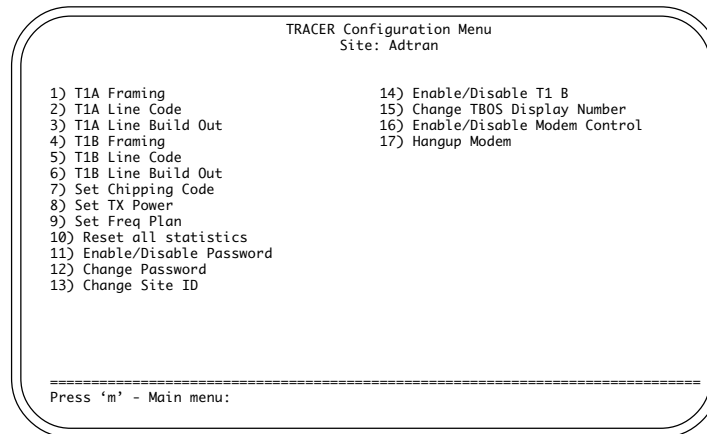 TRACER Configuration Menu
Site: Adtran
1) T1A Framing
2) T1A Line Code
3) T1A Line Build Out
4) T1B Framing
5) T1B Line Code
6) T1B Line Build Out
7) Set Chipping Code
8) Set TX Power
9) Set Freq Plan
10) Reset all statistics
11) Enable/Disable Password
12) Change Password
13) Change Site ID
14) Enable/Disable T1 B
15) Change TBOS Display Number
16) Enable/Disable Modem Control
17) Hangup Modem
================================================================================
Press ‘m’ - Main menu: